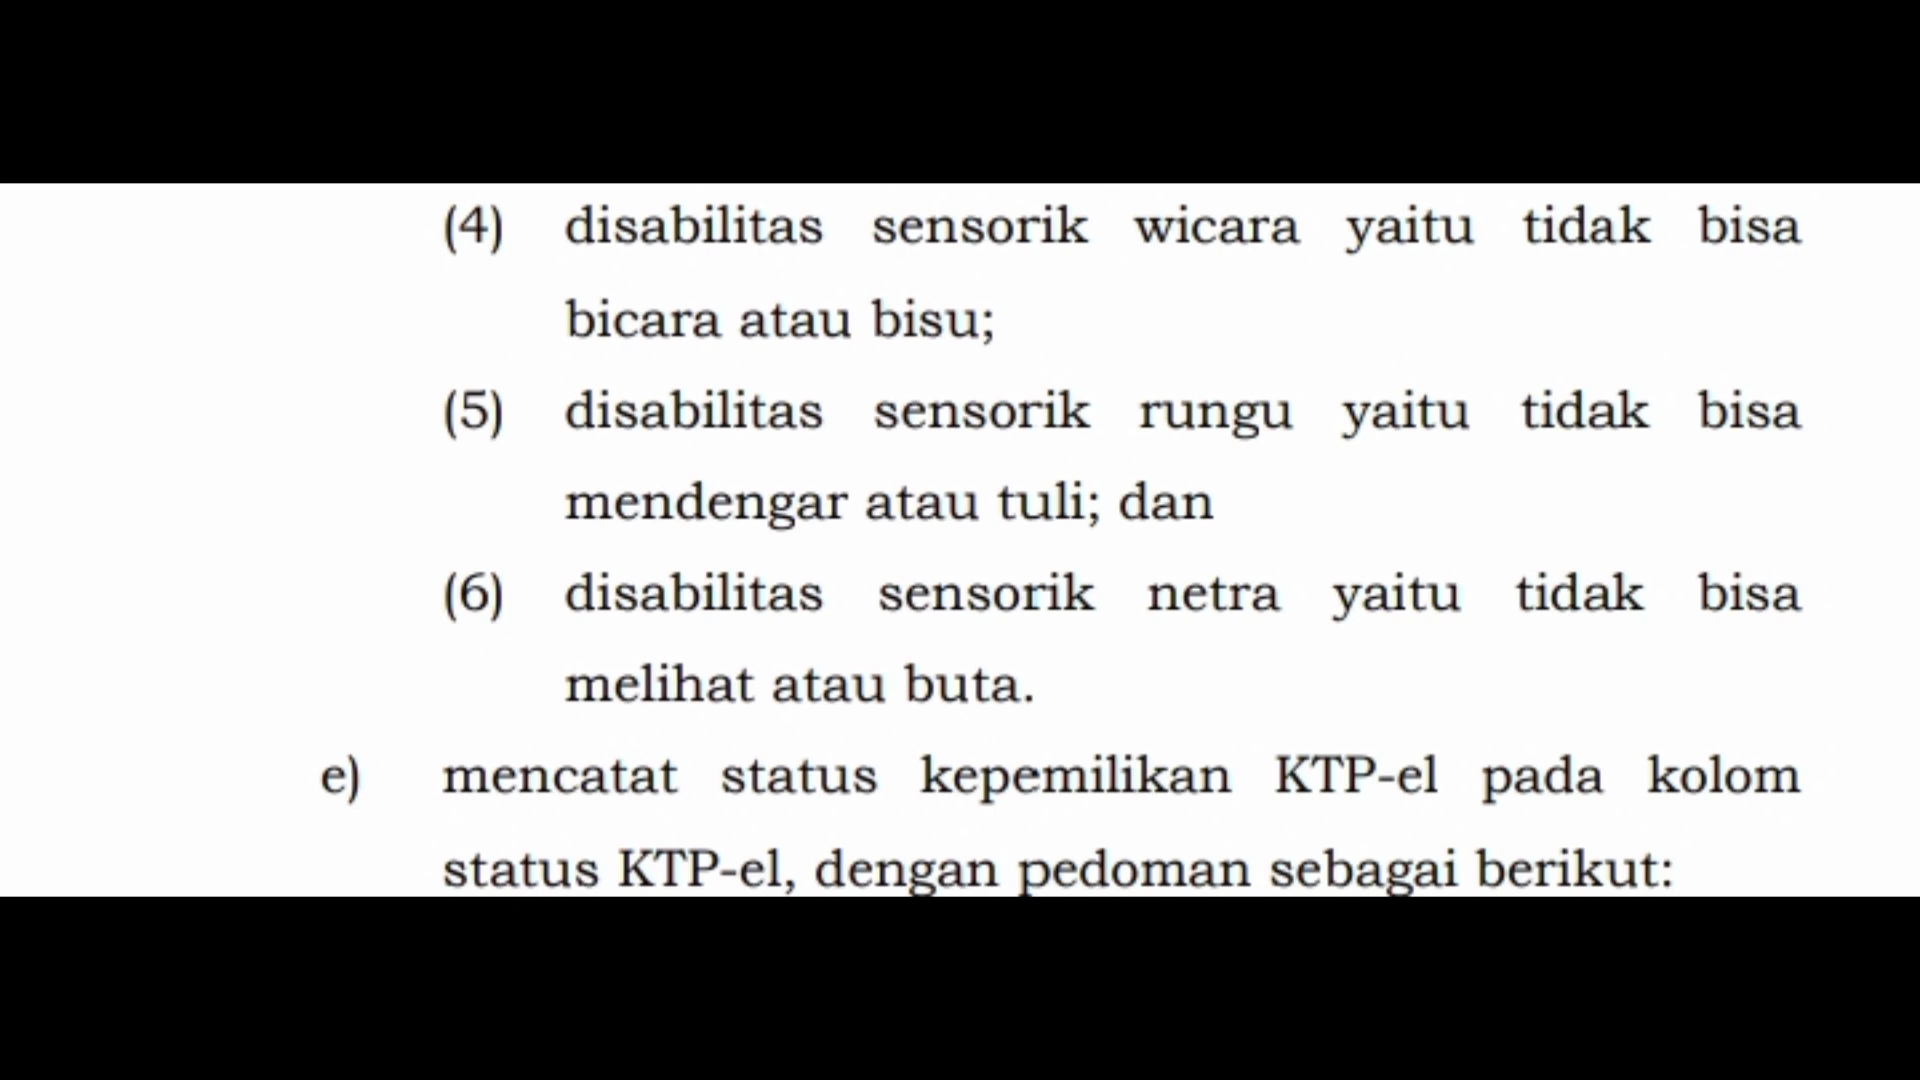 (4) disabilitas sensorik wicara yaitu tidak bisa
bicara atau bisu;
(5) disabilitas sensorik rungu yaitu tidak bisa
mendengar atau tuli; dan
(6) disabilitas sensorik netra yaitu tidak bisa
melihat atau buta.
e) mencatat status kepemilikan KTP-el pada kolom
status KTP-el, dengan pedoman sebagai berikut: